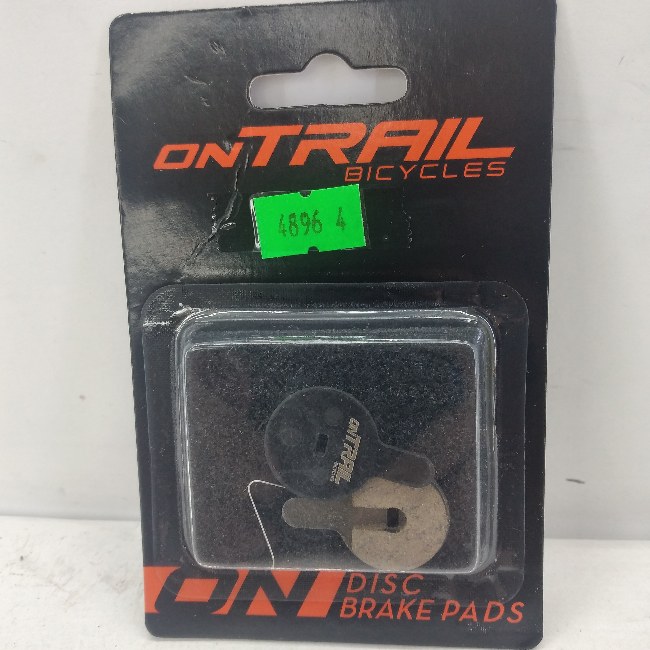 ONTRAIL
BICYCLES
4896 4
ONTRAIL
ON
DISC
BRAKE PADS